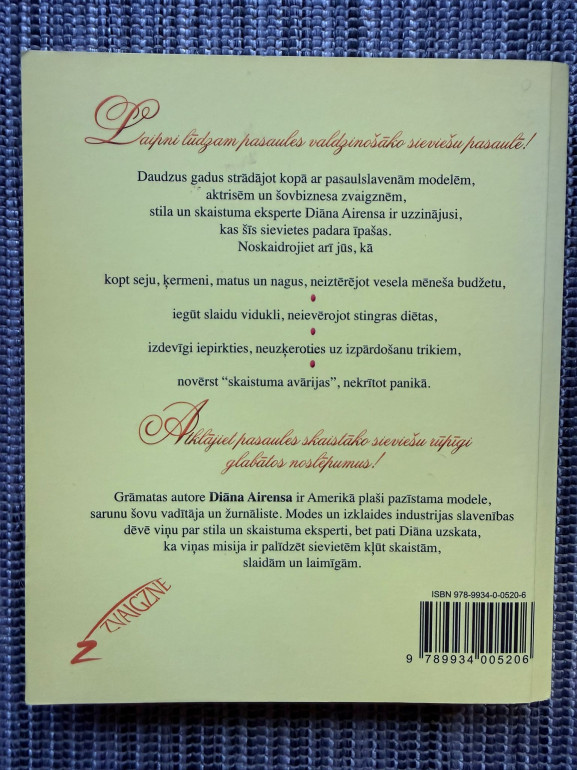 Laipni lūdzam pasaules valdzinošāko sieviešu pasaulē!
Daudzus gadus strādājot kopā ar pasaulslavenām modelēm,
aktrisēm un šovbiznesa zvaigznēm,
stila un skaistuma eksperte Diāna Airensa ir uzzinājusi,
kas šīs sievietes padara īpašas.
Noskaidrojiet arī jūs, kā
kopt seju, ķermeni, matus un nagus, neiztērējot vesela mēneša budžetu,
iegūt slaidu vidukli, neievērojot stingras diētas,
izdevīgi iepirkties, neuzķeroties uz izpārdošanu trikiem,
novērst “skaistuma avārijas”, nekrītot panikā.
Atklājiet pasaules skaistāko sieviešu rūpīgi
glabātos noslēpumus!
Grāmatas autore Diāna Airensa ir Amerikā plaši pazīstama modele,
sarunu šovu vadītāja un žurnāliste. Modes un izklaides industrijas slavenības
dēvē viņu par stila un skaistuma eksperti, bet pati Diāna uzskata,
ka viņas misija ir palīdzēt sievietēm kļūt skaistām,
slaidām un laimīgām.
ZVAIGZNE
ISBN 978-9934-0-0520-6
9 789934 005206